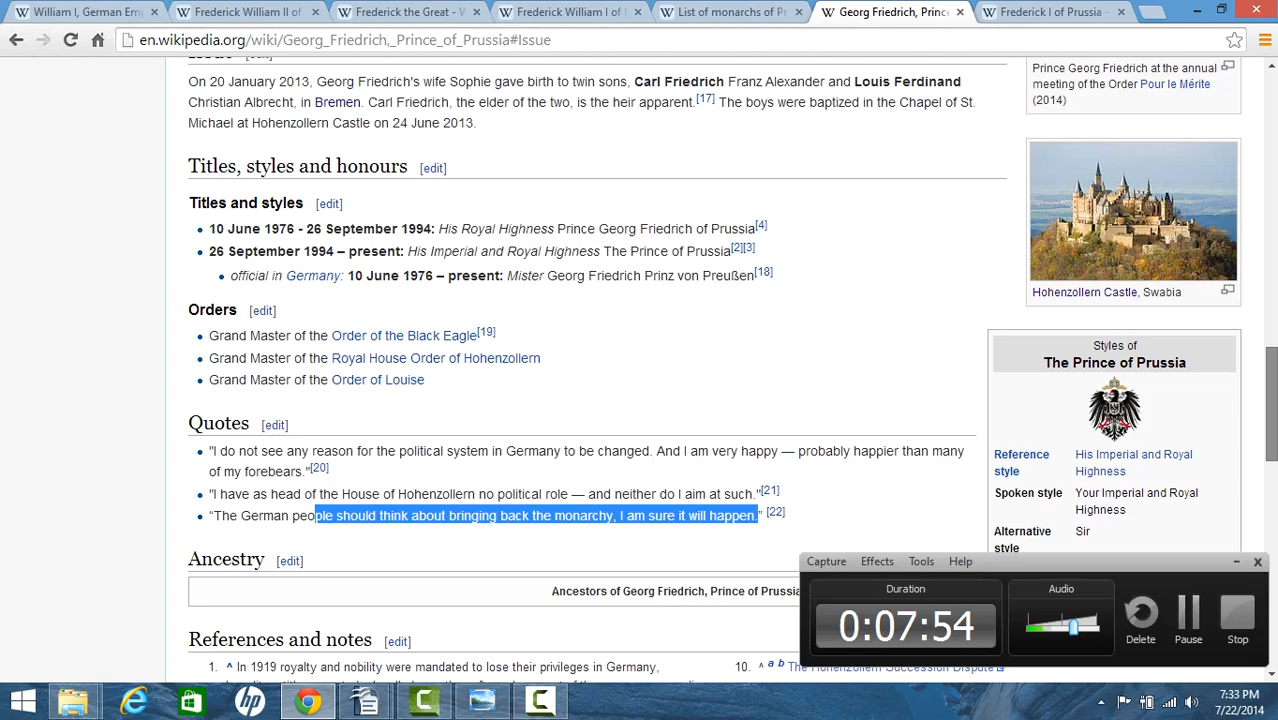 William I, German Emp
Frederick William II of
Frederick the Great - W
Frederick William I of
List of monarchs of Pr
Georg Friedrich, Prince
Frederick I of Prussia -
en.wikipedia.org/wiki/Georg_Friedrich,_Prince_of_Prussia#Issue
On 20 January 2013, Georg Friedrich's wife Sophie gave birth to twin sons, Carl Friedrich Franz Alexander and Louis Ferdinand
Christian Albrecht, in Bremen. Carl Friedrich, the elder of the two, is the heir apparent.[17] The boys were baptized in the Chapel of St.
Michael at Hohenzollern Castle on 24 June 2013.
Titles, styles and honours [edit]
Titles and styles [edit]
10 June 1976 - 26 September 1994: His Royal Highness Prince Georg Friedrich of Prussia[4]
26 September 1994 – present: His Imperial and Royal Highness The Prince of Prussia[2][3]
official in Germany: 10 June 1976 – present: Mister Georg Friedrich Prinz von Preußen[18]
Orders [edit]
Grand Master of the Order of the Black Eagle[19]
Grand Master of the Royal House Order of Hohenzollern
Grand Master of the Order of Louise
Quotes [edit]
"I do not see any reason for the political system in Germany to be changed. And I am very happy — probably happier than many
of my forebears."[20]
"I have as head of the House of Hohenzollern no political role — and neither do I aim at such."[21]
“The German people should think about bringing back the monarchy, I am sure it will happen.” [22]
Ancestry [edit]
Ancestors of Georg Friedrich, Prince of Prussia
References and notes [edit]
1. ^ In 1919 royalty and nobility were mandated to lose their privileges in Germany,
10. ^ a b The Hohenzollern Succession Dispute
Prince Georg Friedrich at the annual
meeting of the Order Pour le Mérite
(2014)
Hohenzollern Castle, Swabia
Styles of
The Prince of Prussia
Reference style
His Imperial and Royal Highness
Spoken style
Your Imperial and Royal Highness
Alternative style
Sir
Capture Effects Tools Help
Duration
0:07:54
Audio
Delete
Pause
Stop
7:33 PM
7/22/2014